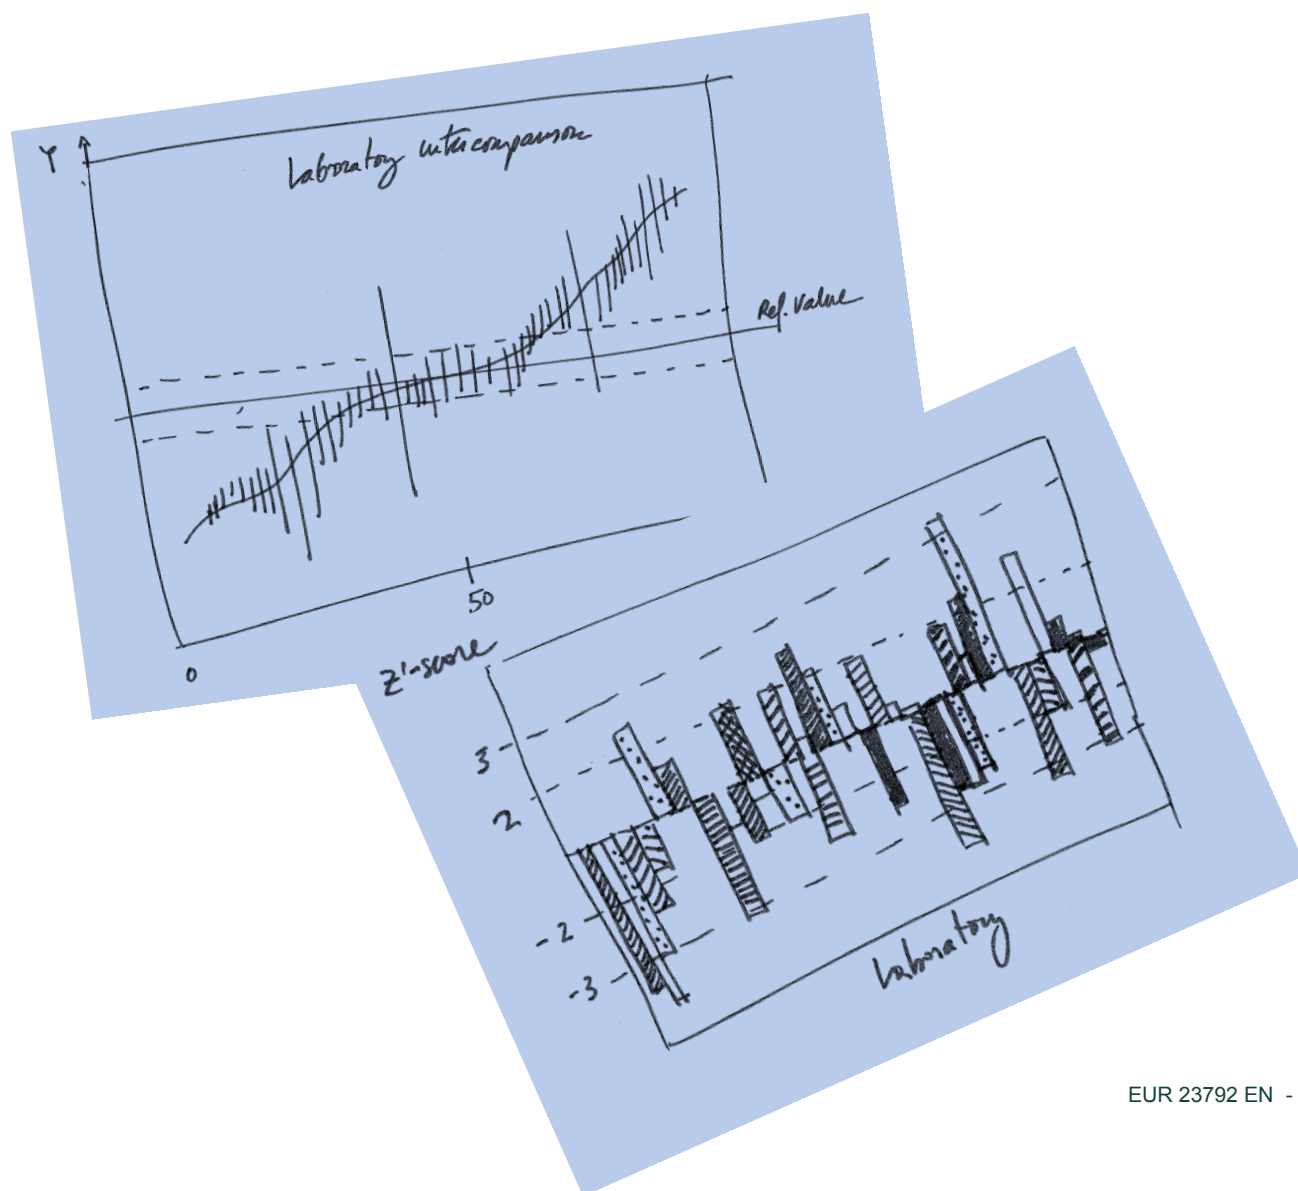 Y
Laboratory intercomparison
Ref. value
50
0
Z'-score
3
2
-2
-3
Laboratory
EUR 23792 EN -